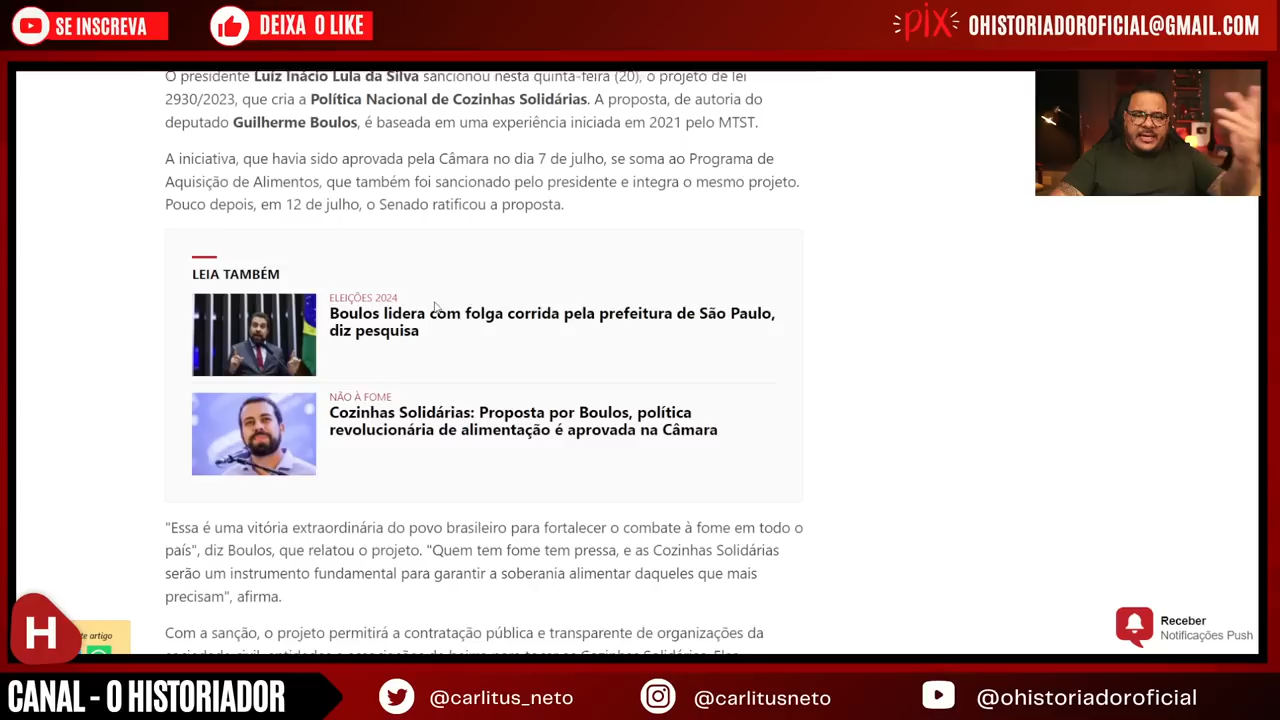 SE INSCREVA
DEIXA O LIKE
PIX
OHISTORIADOROFICIAL@GMAIL.COM
O presidente Luiz Inácio Lula da Silva sancionou nesta quinta-feira (20), o projeto de lei
2930/2023, que cria a Política Nacional de Cozinhas Solidárias. A proposta, de autoria do
deputado Guilherme Boulos, é baseada em uma experiência iniciada em 2021 pelo MTST.
A iniciativa, que havia sido aprovada pela Câmara no dia 7 de julho, se soma ao Programa de
Aquisição de Alimentos, que também foi sancionado pelo presidente e integra o mesmo projeto.
Pouco depois, em 12 de julho, o Senado ratificou a proposta.
LEIA TAMBÉM
ELEIÇÕES 2024
Boulos lidera com folga corrida pela prefeitura de São Paulo,
diz pesquisa
NÃO À FOME
Cozinhas Solidárias: Proposta por Boulos, política
revolucionária de alimentação é aprovada na Câmara
"Essa é uma vitória extraordinária do povo brasileiro para fortalecer o combate à fome em todo o
país", diz Boulos, que relatou o projeto. "Quem tem fome tem pressa, e as Cozinhas Solidárias
serão um instrumento fundamental para garantir a soberania alimentar daqueles que mais
precisam", afirma.
Com a sanção, o projeto permitirá a contratação pública e transparente de organizações da
H
artigo
Receber
Notificações Push
CANAL - O HISTORIADOR
@carlitus_neto
@carlitusneto
@ohistoriadoroficial